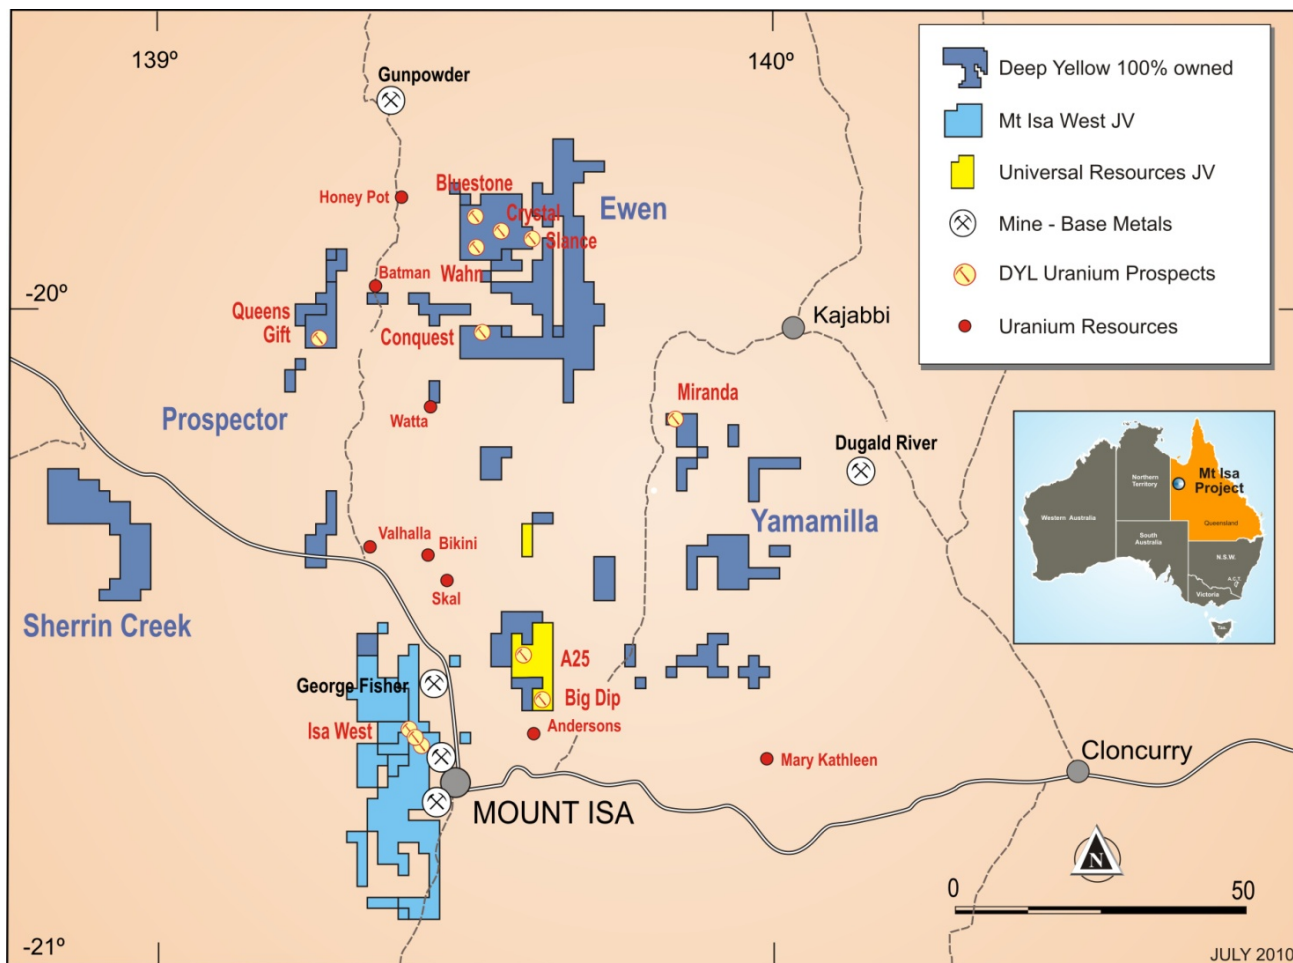 139º
140º
Gunpowder
Deep Yellow 100% owned
Mt Isa West JV
Universal Resources JV
Mine - Base Metals
DYL Uranium Prospects
Uranium Resources
Honey Pot
Bluestone
Crystal
Slance
Wahn
Ewen
Batman
-20º
Queens
Gift
Conquest
Kajabbi
Prospector
Watta
Miranda
Dugald River
Yamamilla
Northern
Territory
Mt Isa
Project
Queensland
Western Australia
South
Australia
N.S.W.
A.C.T.
Victoria
Tas.
Valhalla
Bikini
Skal
Sherrin Creek
A25
George Fisher
Big Dip
Isa West
Andersons
Mary Kathleen
Cloncurry
MOUNT ISA
N
0
50
-21º
JULY 2010